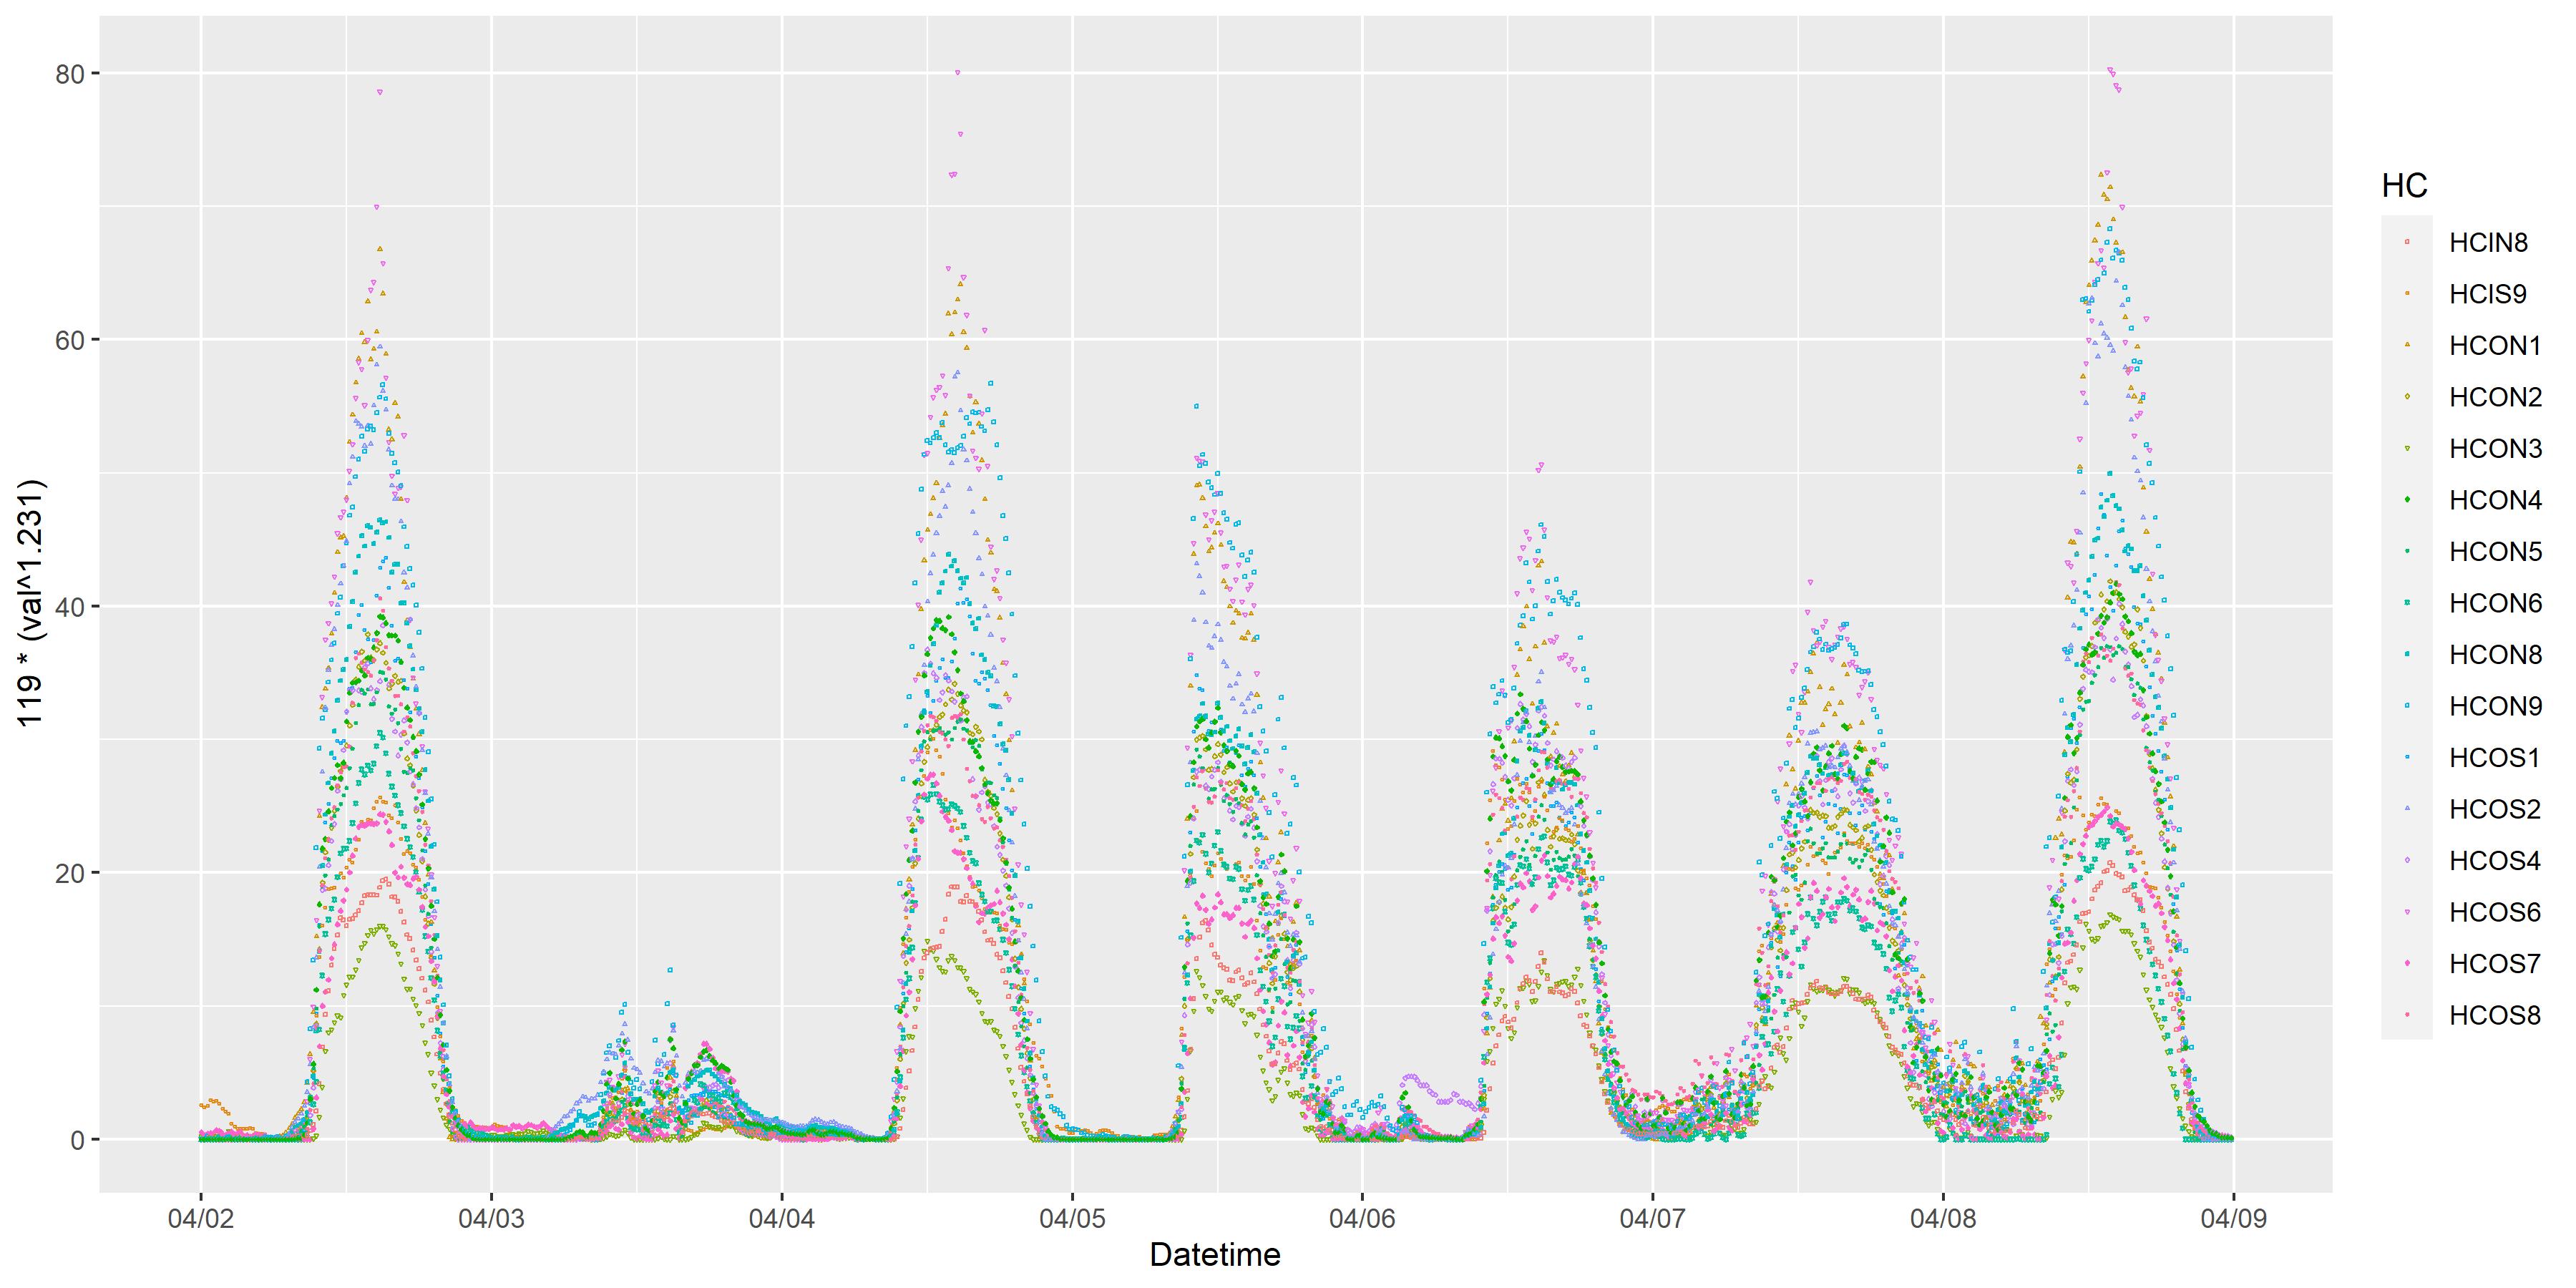 80
60
40
20
0
119 * (val^1.231)
04/02 04/03 04/04 04/05 04/06 04/07 04/08 04/09
Datetime
HC
HCIN8
HCIS9
HCON1
HCON2
HCON3
HCON4
HCON5
HCON6
HCON8
HCON9
HCOS1
HCOS2
HCOS4
HCOS6
HCOS7
HCOS8